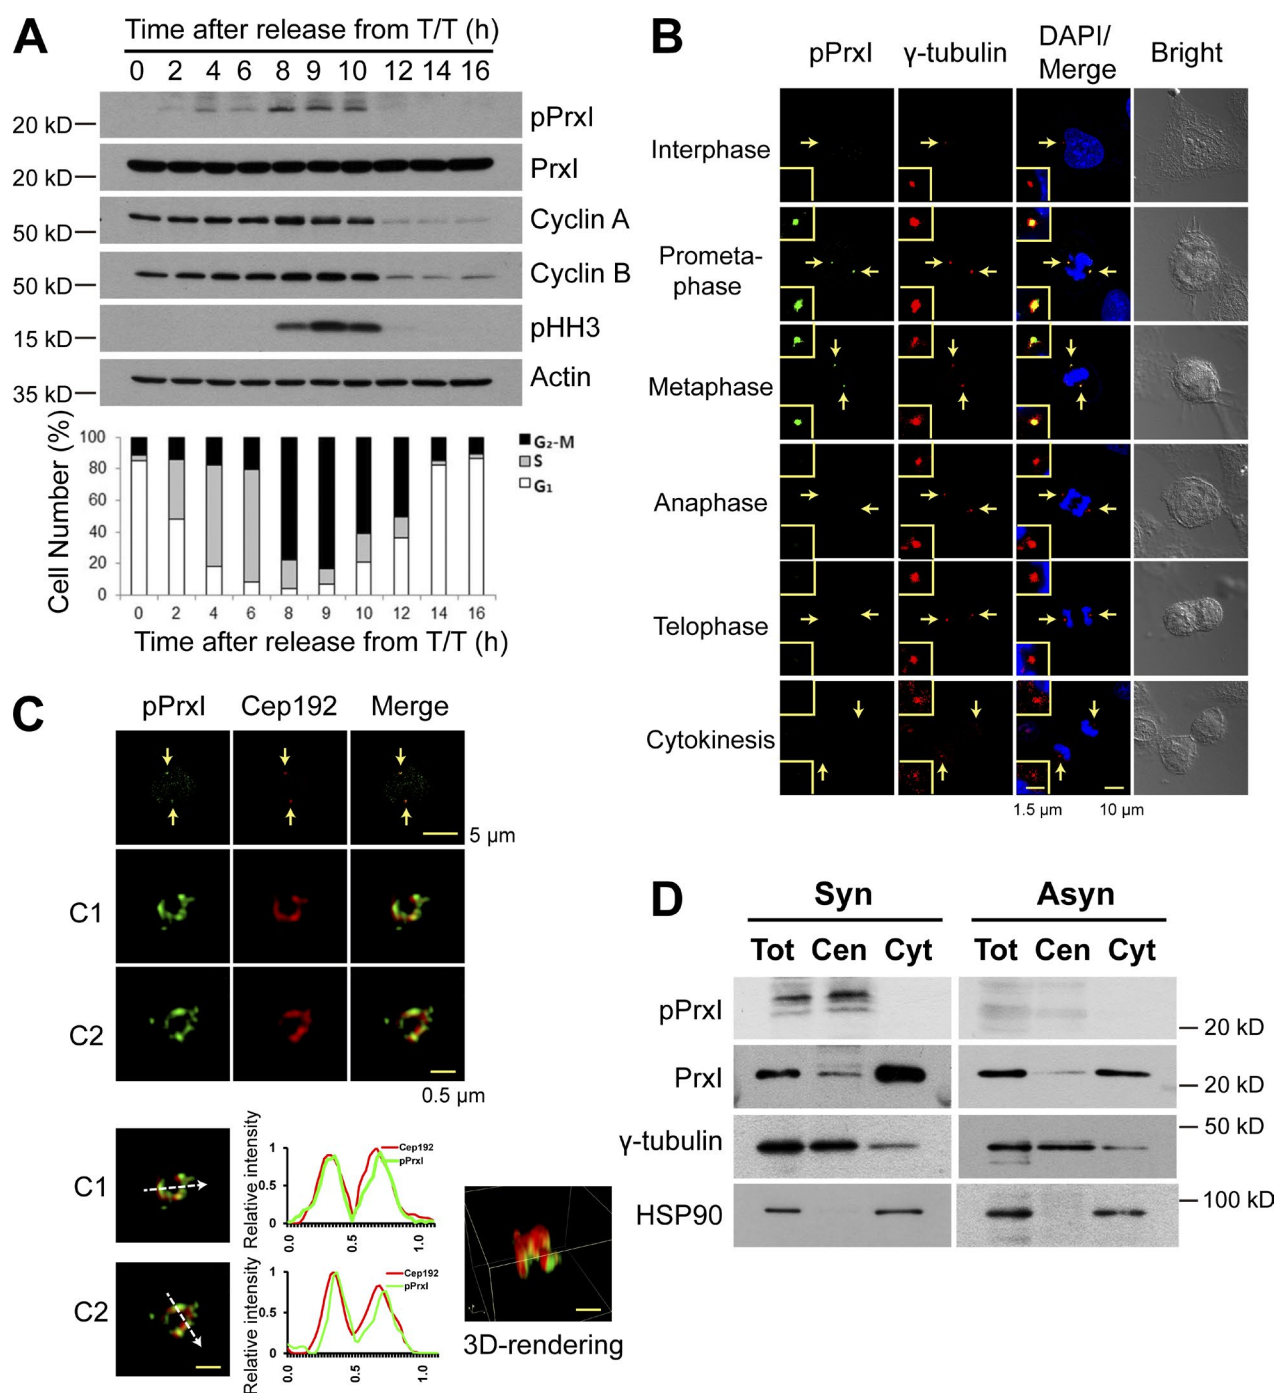 A
Time after release from T/T (h)
0 2 4 6 8 9 10 12 14 16
20 kD
pPrxI
20 kD
PrxI
50 kD
Cyclin A
50 kD
Cyclin B
15 kD
pHH3
35 kD
Actin
Cell Number (%)
100
80
60
40
20
0
G₂-M
S
G₁
0 2 4 6 8 9 10 12 14 16
Time after release from T/T (h)
B
pPrxI γ-tubulin DAPI/ Merge Bright
Interphase
Prometa-
phase
Metaphase
Anaphase
Telophase
Cytokinesis
1.5 µm 10 µm
C
pPrxI Cep192 Merge
5 µm
C1
C2
0.5 µm
C1
Relative intensity
1
0.5
0
Cep192
pPrxI
0.0 0.5 1.0
C2
Relative intensity
1
0.5
0
Cep192
pPrxI
0.0 0.5 1.0
3D-rendering
D
Syn Asyn
Tot Cen Cyt Tot Cen Cyt
pPrxI
20 kD
PrxI
20 kD
γ-tubulin
50 kD
HSP90
100 kD